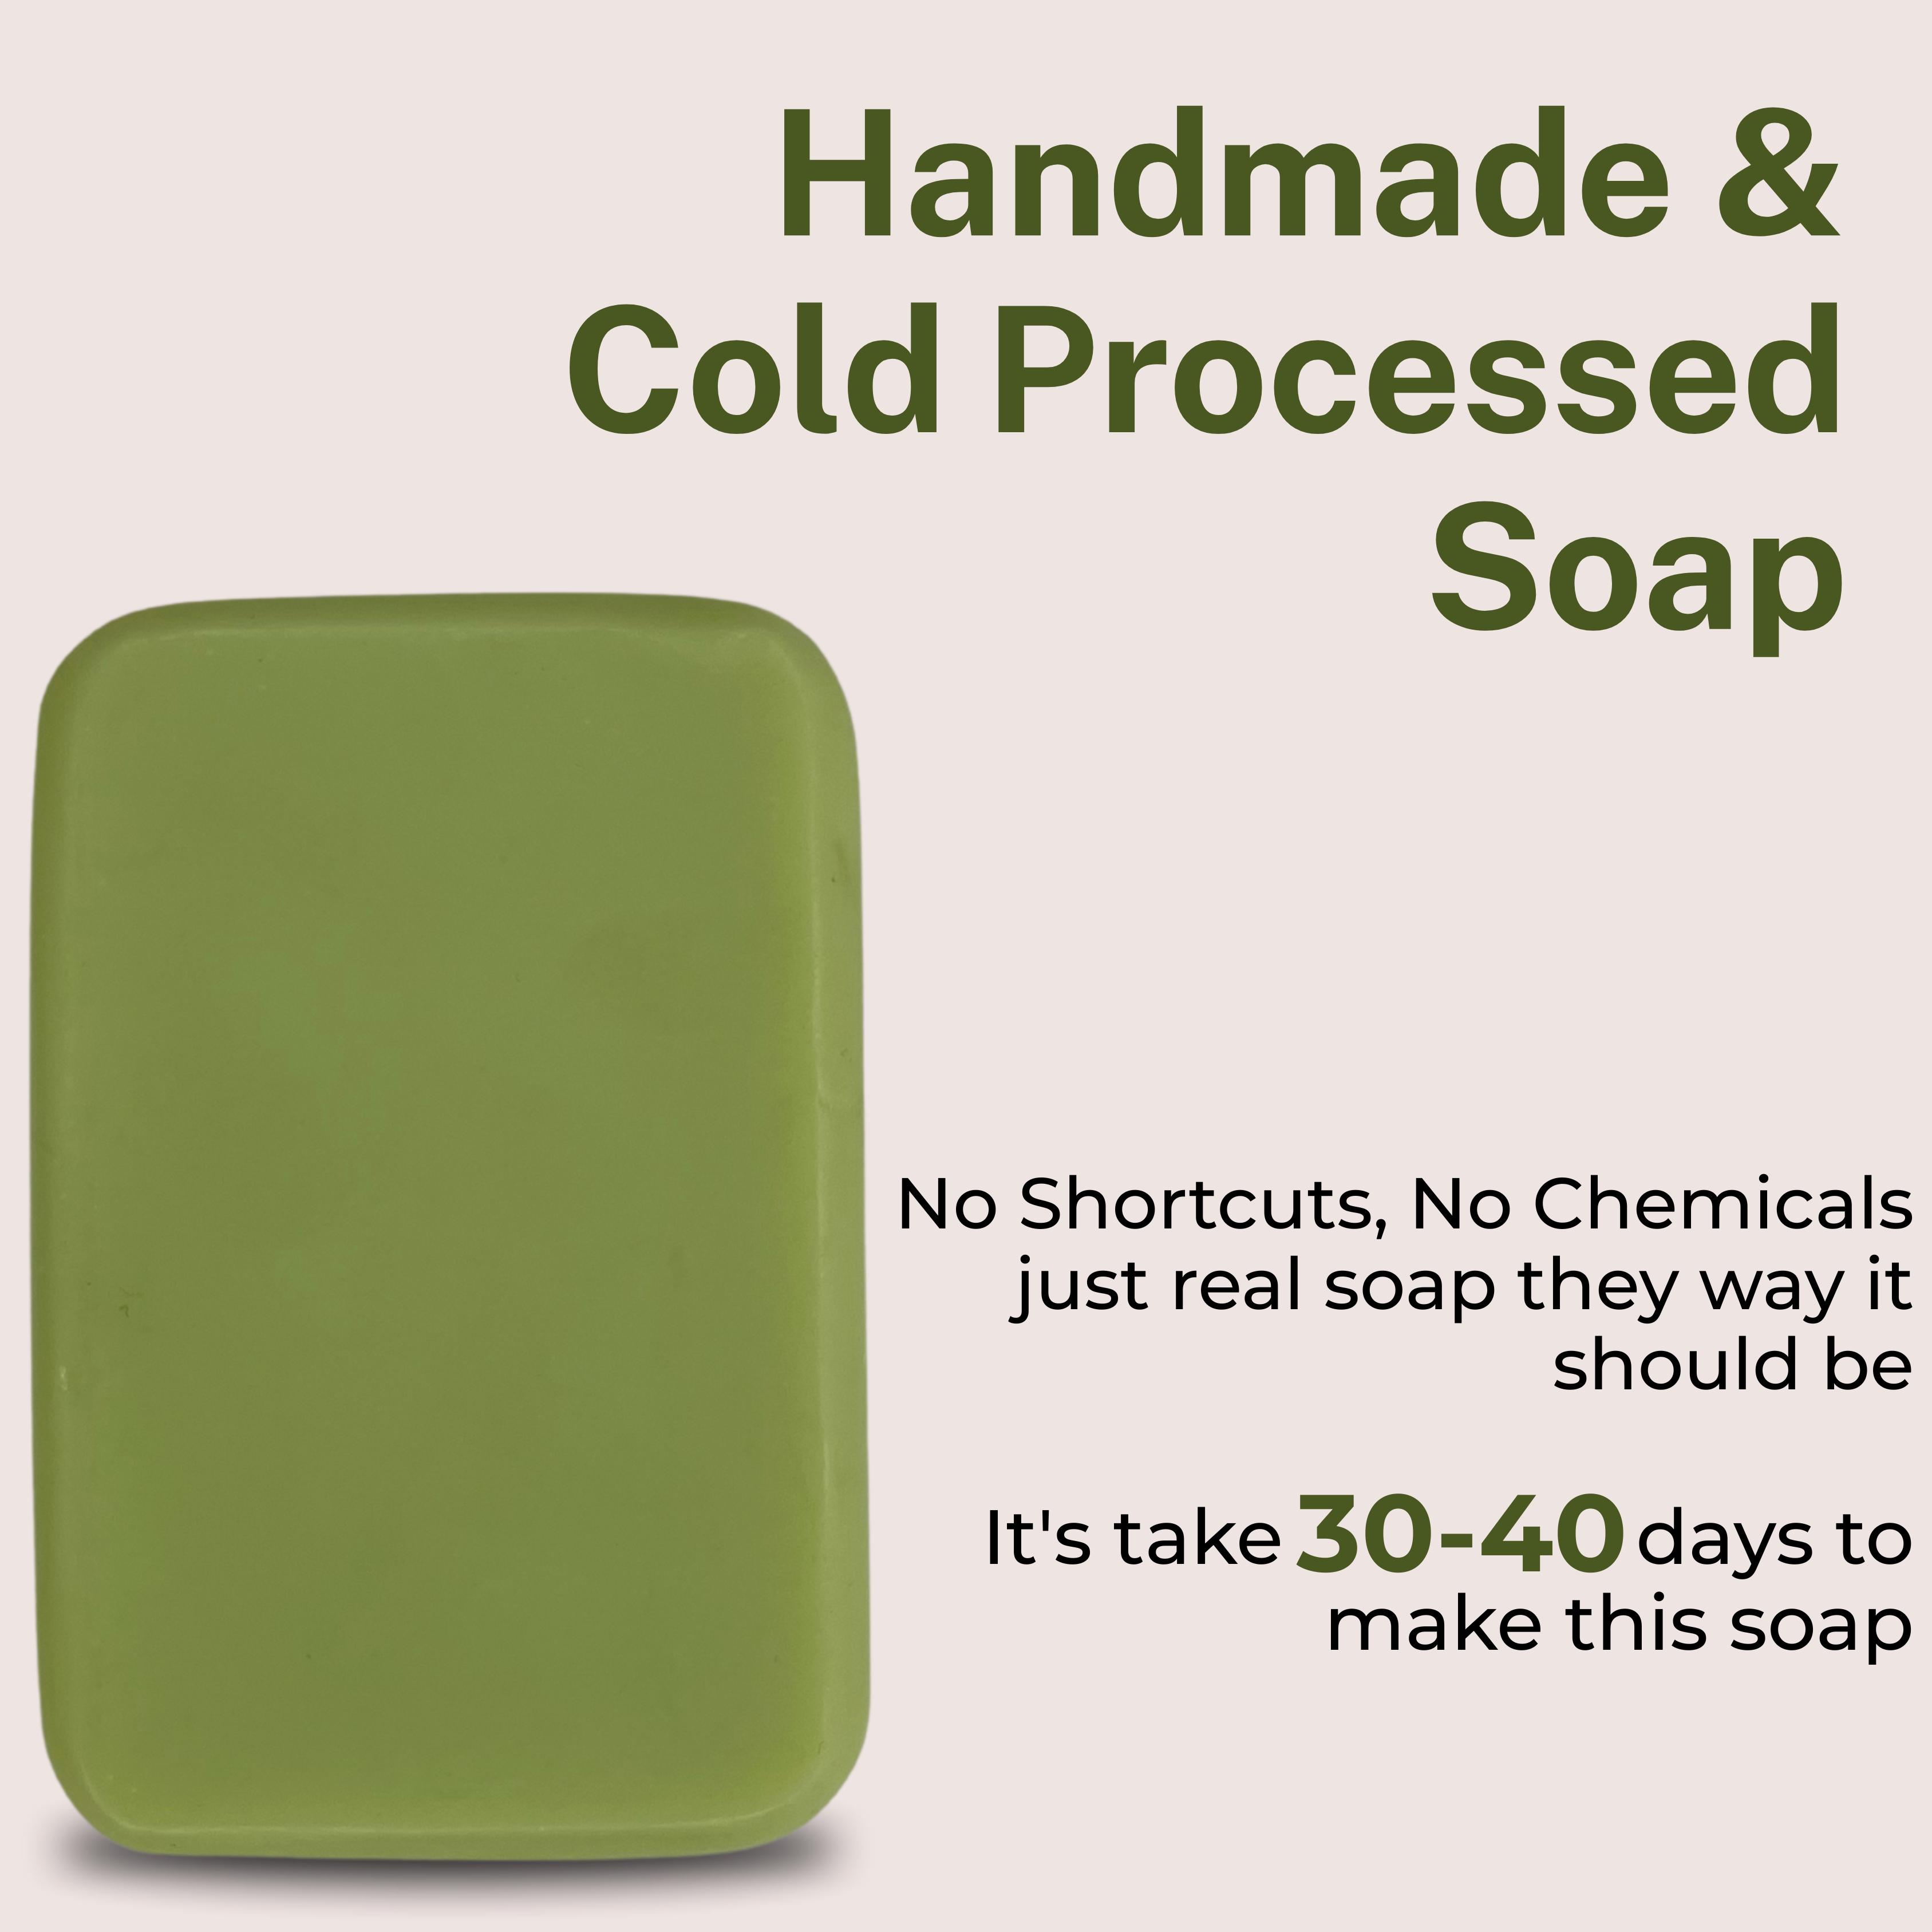 Handmade &
Cold Processed
Soap
No Shortcuts, No Chemicals
just real soap they way it
should be
It's take 30-40 days to
make this soap